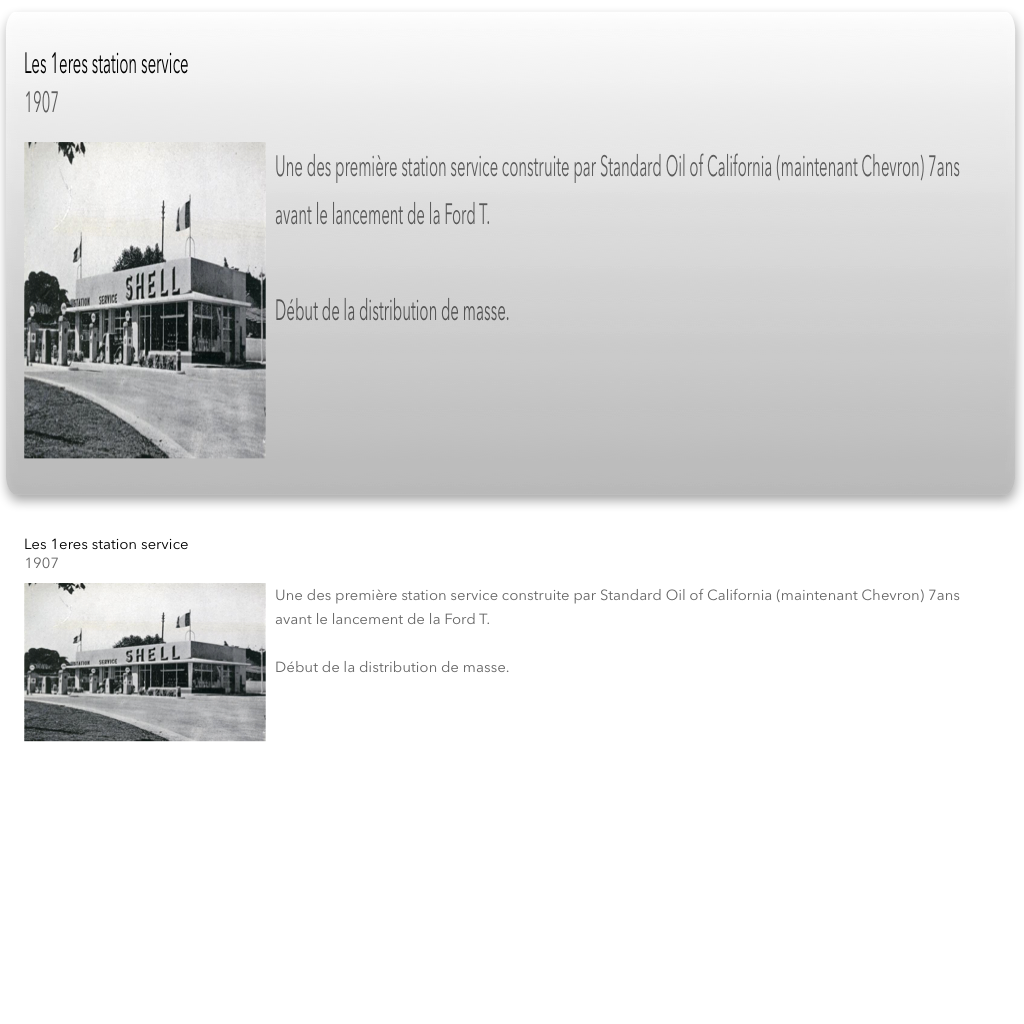 Les 1eres station service
1907
Une des première station service construite par Standard Oil of California (maintenant Chevron) 7ans
avant le lancement de la Ford T.
Début de la distribution de masse.
STATION SERVICE SHELL
Les 1eres station service
1907
Une des première station service construite par Standard Oil of California (maintenant Chevron) 7ans
avant le lancement de la Ford T.
Début de la distribution de masse.
STATION SERVICE SHELL